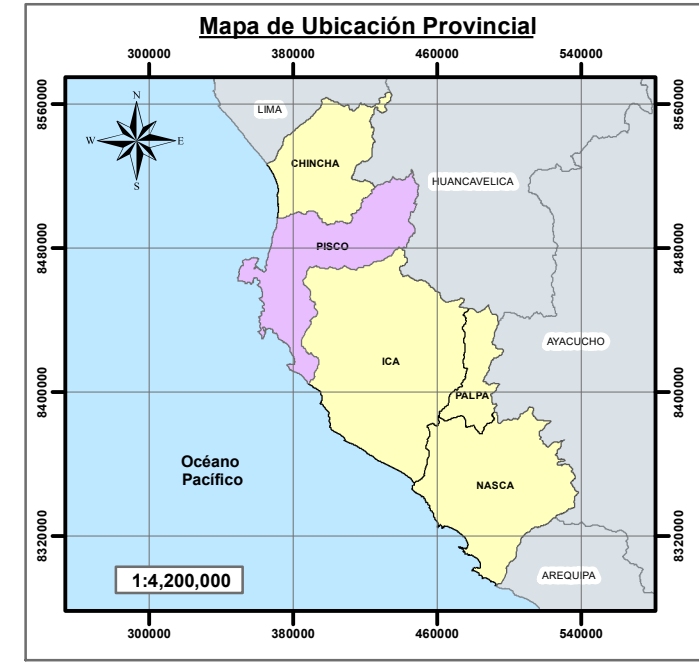 Mapa de Ubicación Provincial
300000 380000 460000 540000
8560000 8560000
N
W E
S
LIMA
CHINCHA
HUANCAVELICA
PISCO
8480000 8480000
AYACUCHO
ICA
8400000 8400000
PALPA
Océano
Pacífico
NASCA
8320000 8320000
1:4,200,000
AREQUIPA
300000 380000 460000 540000